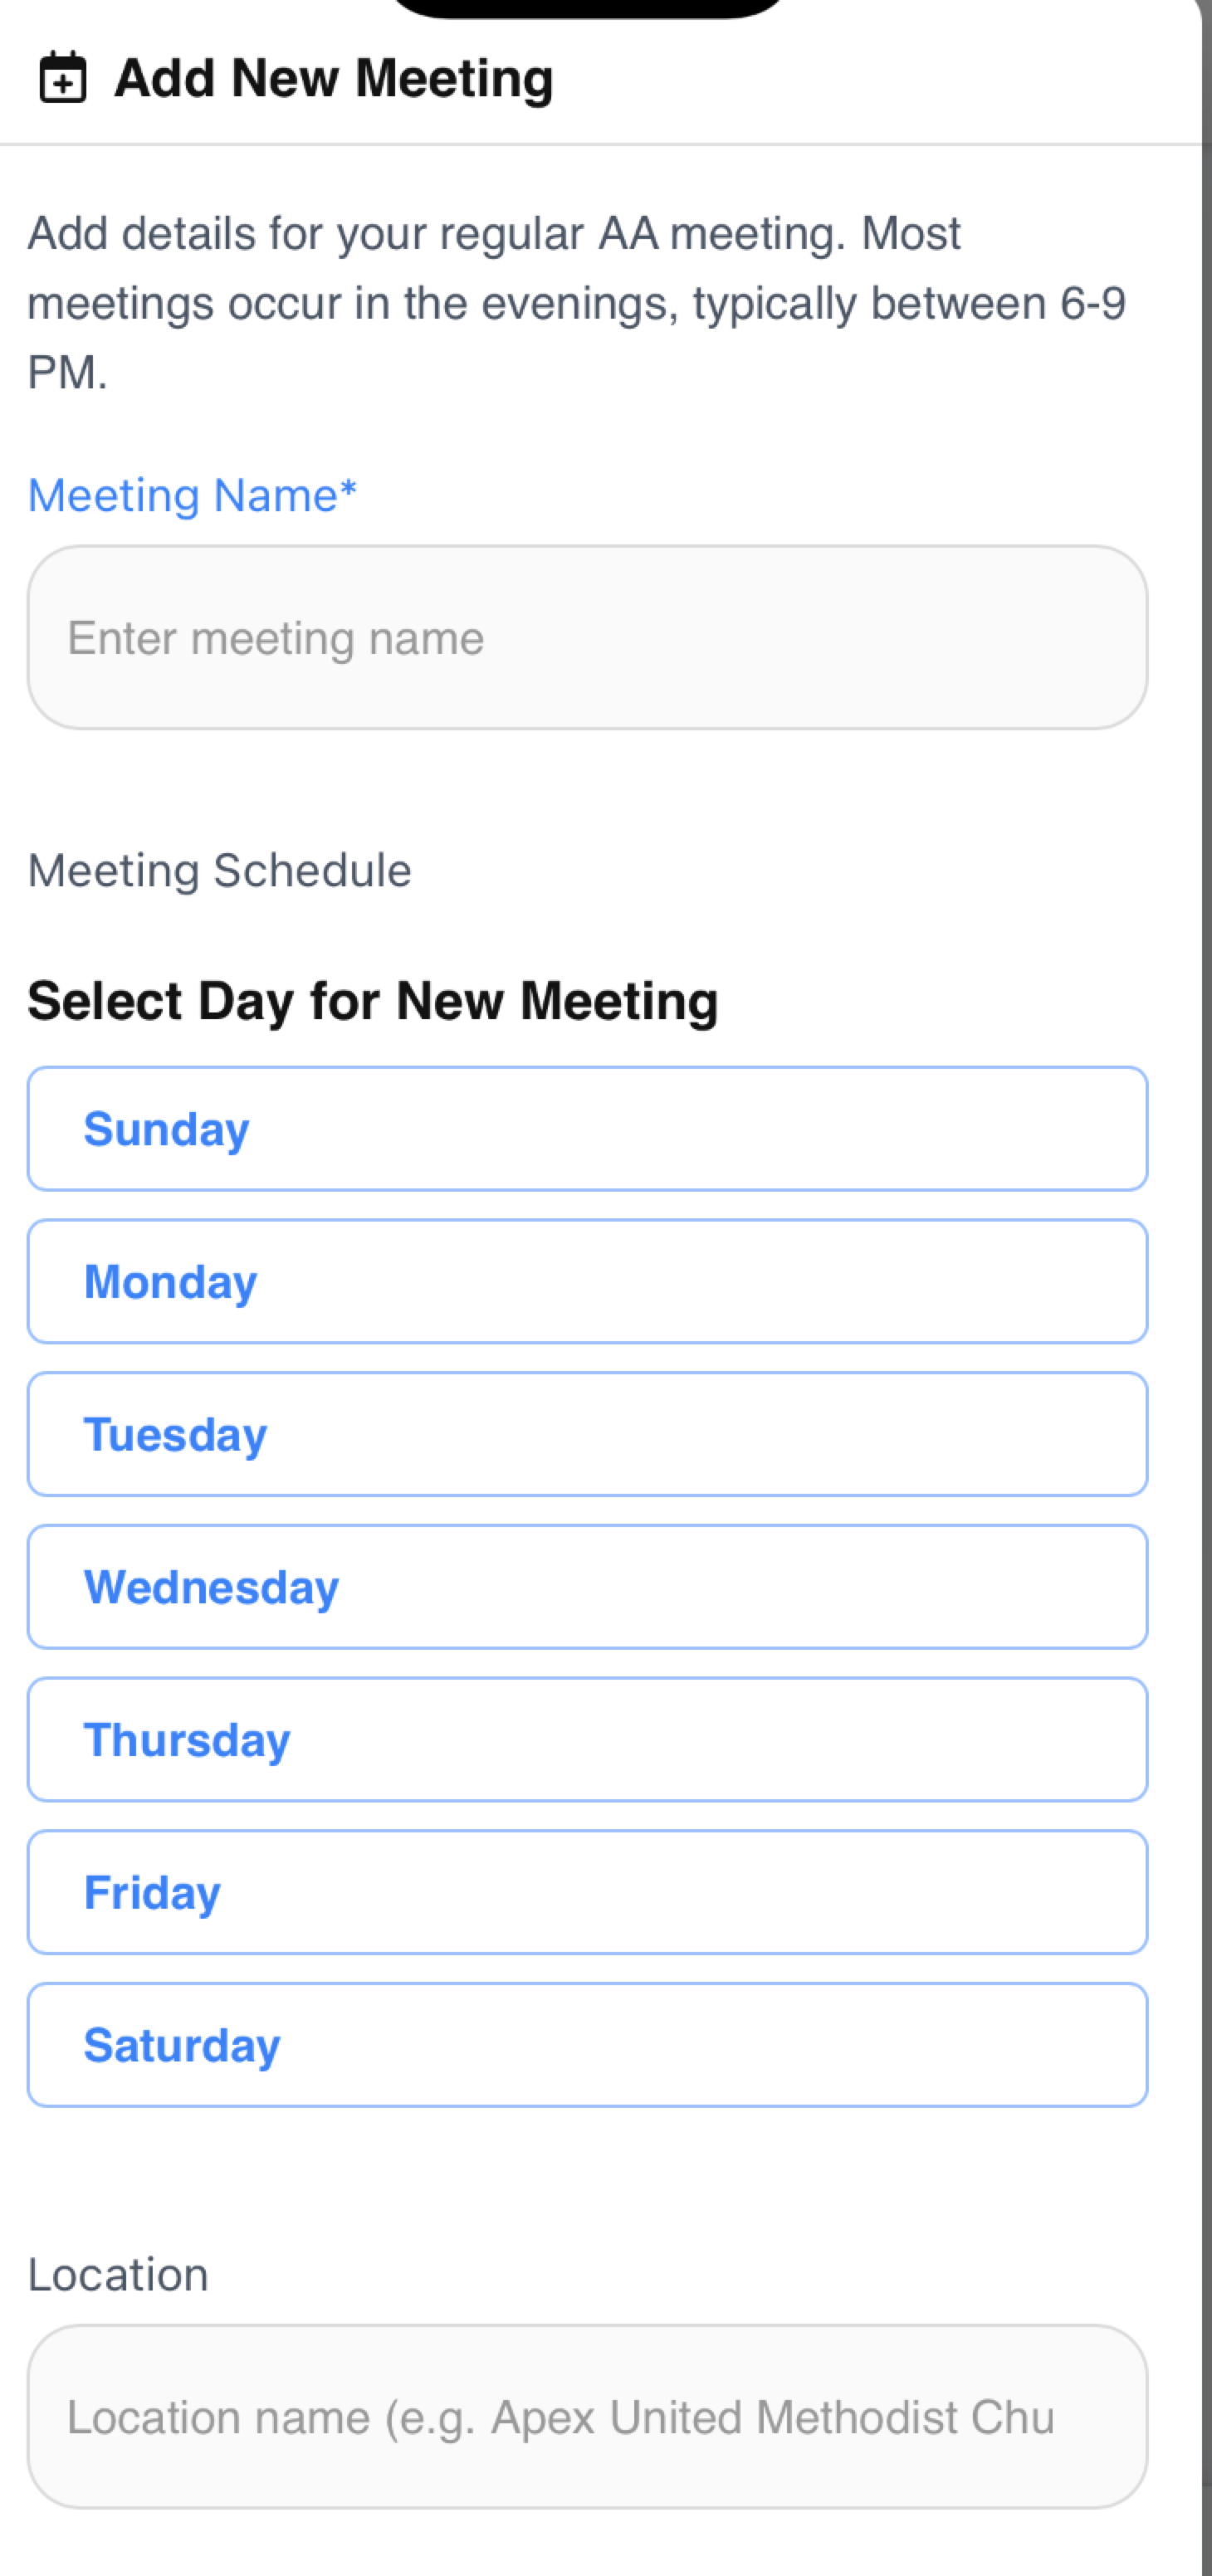 Add New Meeting
Add details for your regular AA meeting. Most
meetings occur in the evenings, typically between 6-9
PM.
Meeting Name*
Enter meeting name
Meeting Schedule
Select Day for New Meeting
Sunday
Monday
Tuesday
Wednesday
Thursday
Friday
Saturday
Location
Location name (e.g. Apex United Methodist Chu